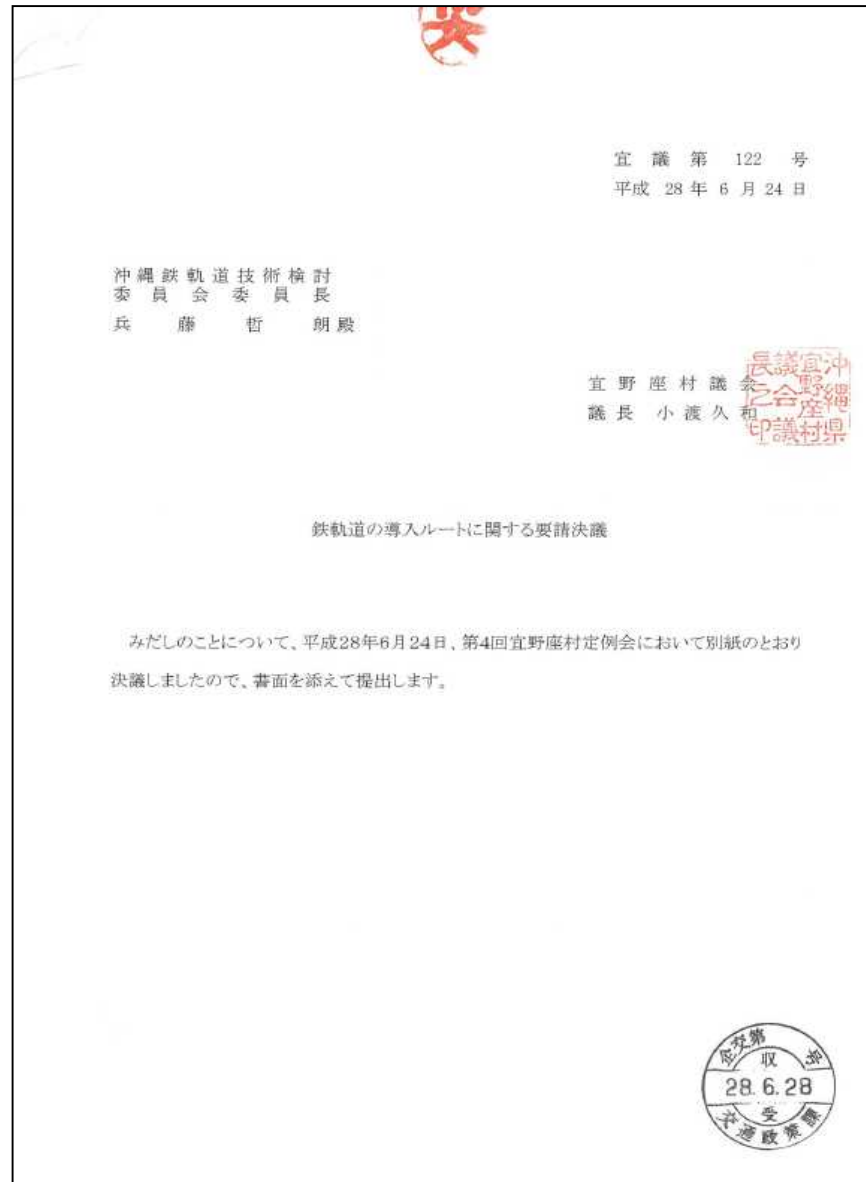 宜議第122号
平成28年6月24日
沖縄鉄軌道技術検討
委員会委員長
兵藤哲朗殿
宜野座村議会
議長 小渡久和
沖縄県
宜野座村
議会議
長之印
鉄軌道の導入ルートに関する要請決議
みだしのことについて、平成28年6月24日、第4回宜野座村定例会において別紙のとおり
決議しましたので、書面を添えて提出します。
企交第 号
収
28.6.28
受
交通政策課